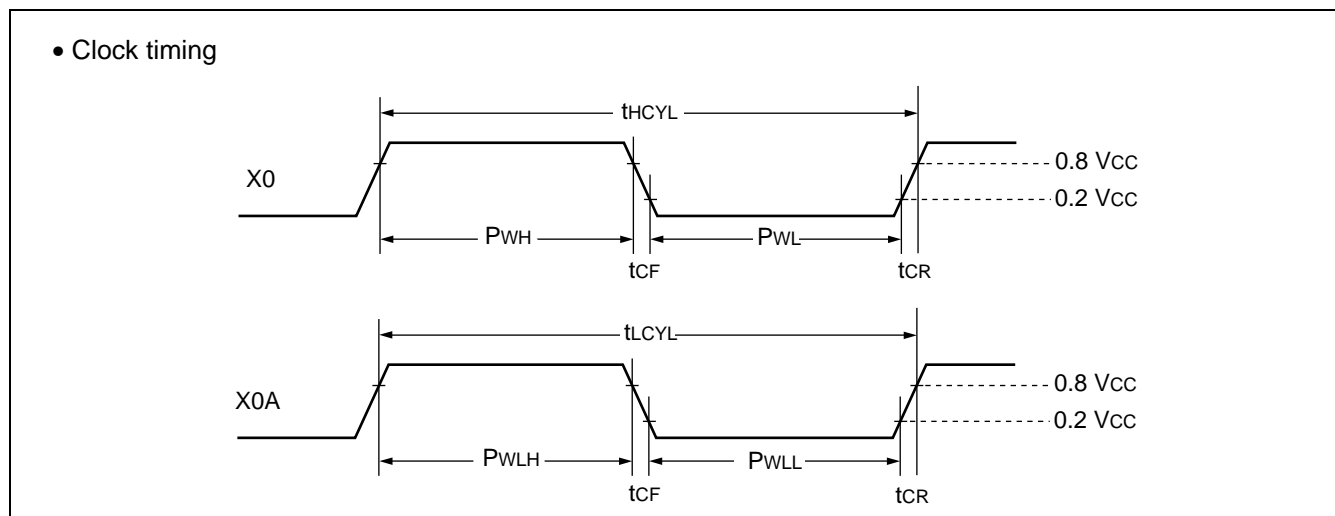 • Clock timing
tHCYL
X0
0.8 VCC
0.2 VCC
PWH
PWL
tCF
tCR
tLCYL
X0A
0.8 VCC
0.2 VCC
PWLH
PWLL
tCF
tCR